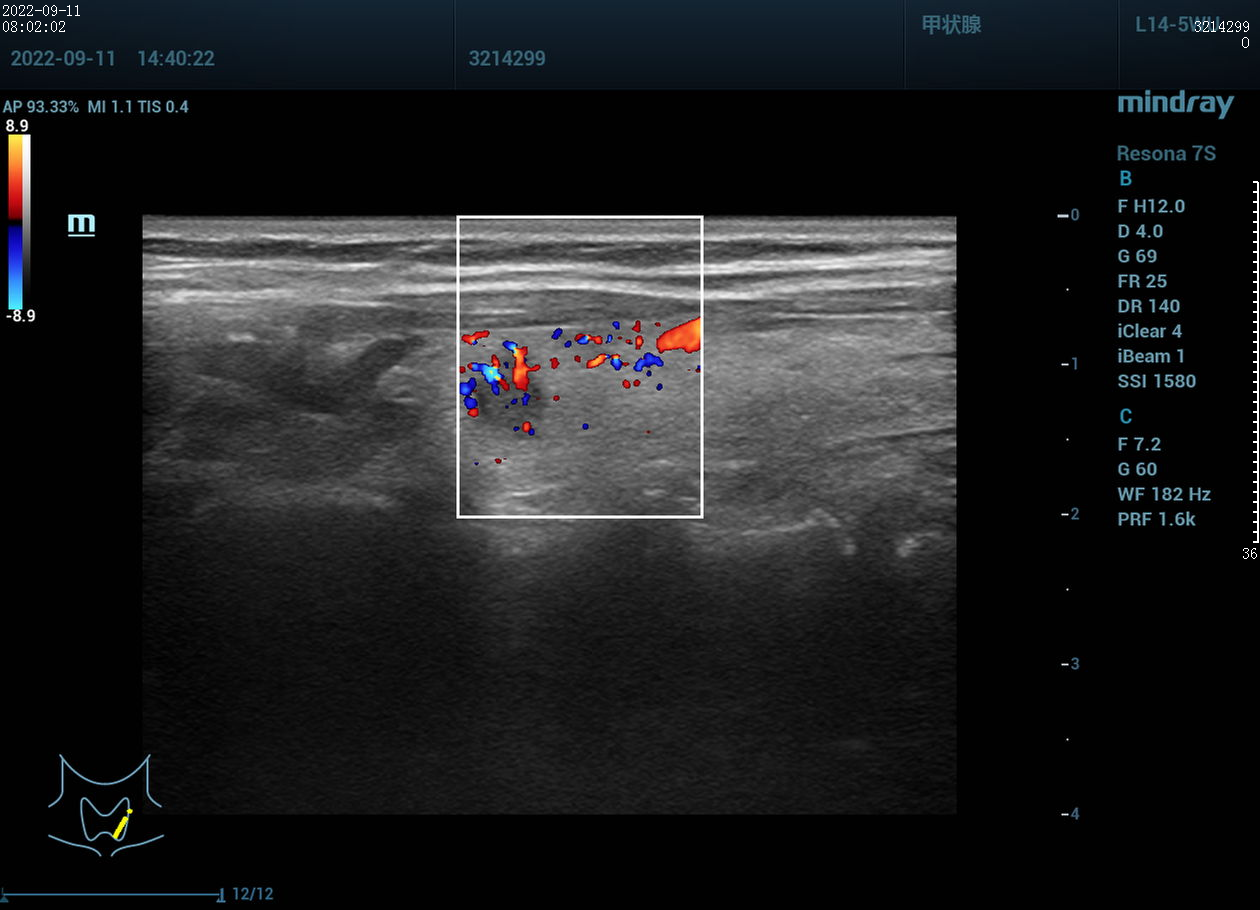 2022-09-11
08:02:02
甲状腺
3214299
0
2022-09-11 14:40:22
3214299
AP 93.33% MI 1.1 TIS 0.4
mindray
8.9
-8.9
m
Resona 7S
B
F H12.0
D 4.0
G 69
FR 25
DR 140
iClear 4
iBeam 1
SSI 1580
C
F 7.2
G 60
WF 182 Hz
PRF 1.6k
0
1
2
3
4
36
12/12